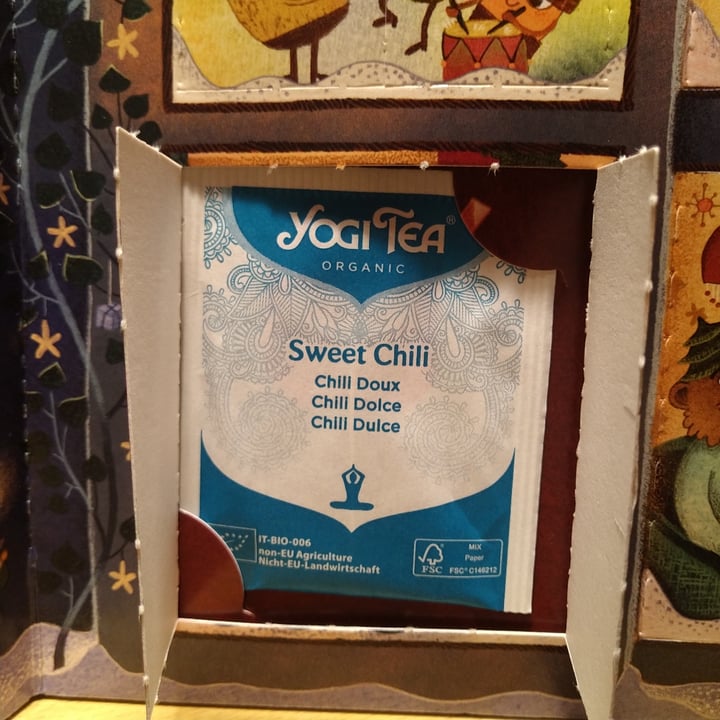 YOGI TEA®
ORGANIC
Sweet Chili
Chili Doux
Chili Dolce
Chili Dulce
IT-BIO-006
non-EU Agriculture
Nicht-EU-Landwirtschaft
FSC
MIX
Paper
FSC® C146212